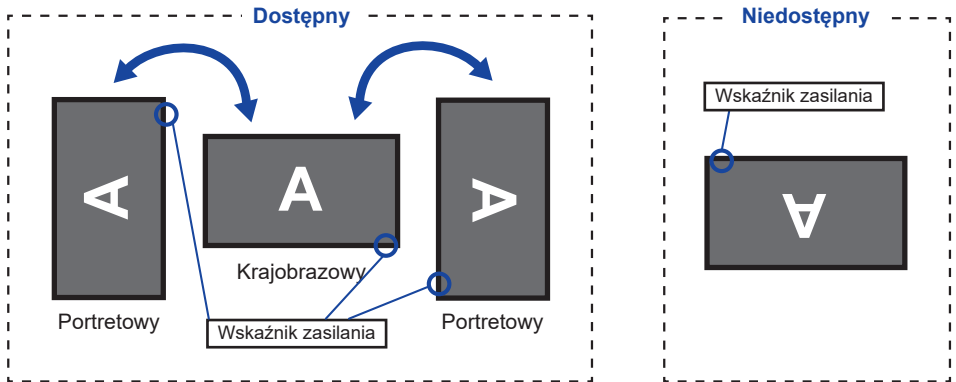 Dostępny
A
A
A
Krajobrazowy
Portretowy
Wskaźnik zasilania
Portretowy
Niedostępny
Wskaźnik zasilania
A